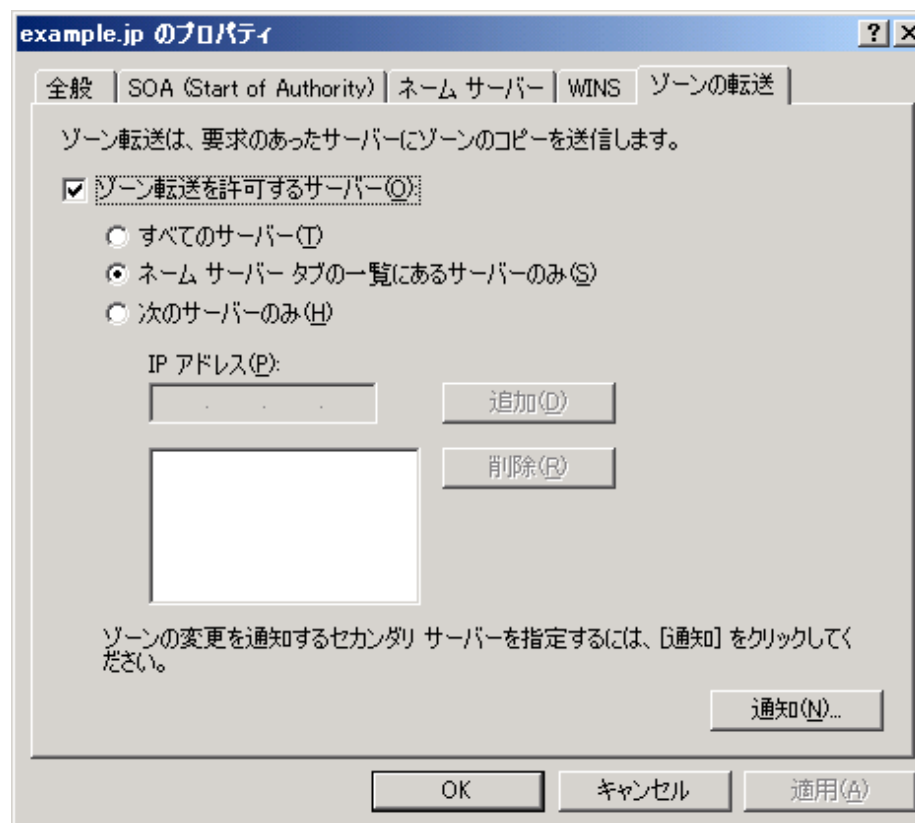 example.jp のプロパティ
全般 SOA (Start of Authority) ネーム サーバー WINS ゾーンの転送
ゾーン転送は、要求のあったサーバーにゾーンのコピーを送信します。
ゾーン転送を許可するサーバー(O):
すべてのサーバー(T)
ネーム サーバー タブの一覧にあるサーバーのみ(S)
次のサーバーのみ(H)
IP アドレス(P):
追加(D)
削除(R)
ゾーンの変更を通知するセカンダリ サーバーを指定するには、[通知] をクリックしてく
ださい。
通知(N)...
OK キャンセル 適用(A)